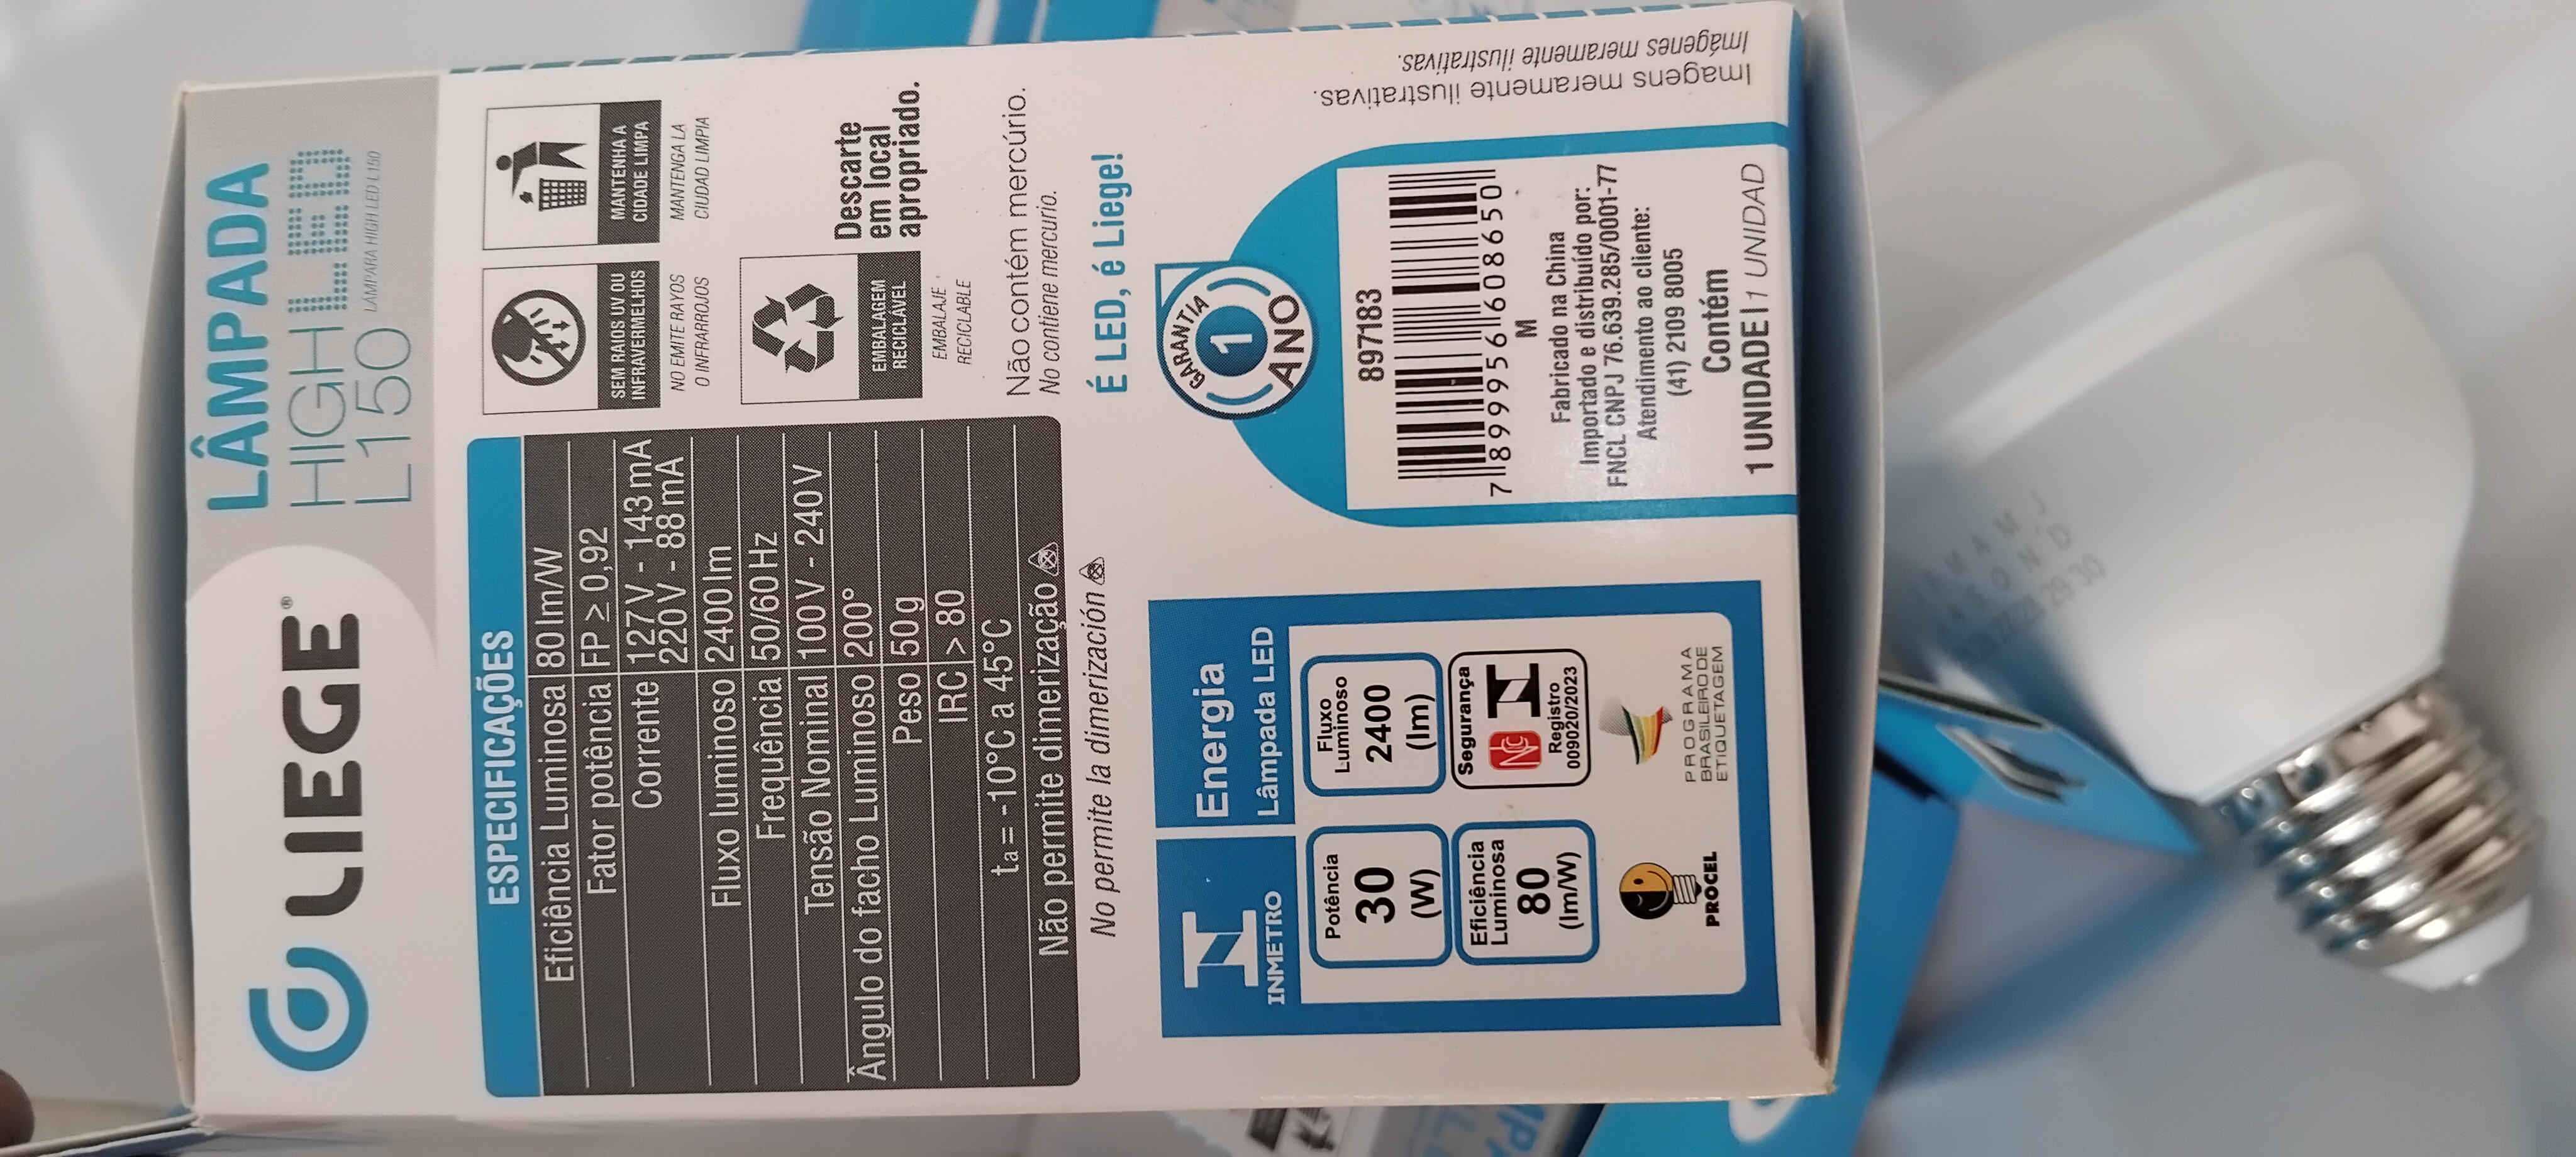 LIEGE®
LÂMPADA
HIGH LED
L150 LÁMPARA HIGH LED L150
ESPECIFICAÇÕES
Eficiência Luminosa 80 lm/W
Fator potência FP ≥ 0,92
Corrente 127V - 143 mA
220V - 88 mA
Fluxo luminoso 2400lm
Frequência 50/60 Hz
Tensão Nominal 100V - 240V
Ângulo do facho Luminoso 200°
Peso 50g
IRC > 80
ta = -10°C a 45°C
Não permite dimerização
No permite la dimerización
SEM RAIOS UV OU
INFRAVERMELHOS
NO EMITE RAYOS
O INFRARROJOS
MANTENHA A
CIDADE LIMPA
MANTENGA LA
CIUDAD LIMPIA
EMBALAGEM
RECICLÁVEL
EMBALAJE
RECICLABLE
Descarte
em local
apropriado.
Não contém mercúrio.
No contiene mercurio.
É LED, é Liege!
INMETRO
Energia
Lâmpada LED
Potência
30
(W)
Fluxo
Luminoso
2400
(lm)
Eficiência
Luminosa
80
(lm/W)
Segurança
NCC
Registro
009020/2023
PROCEL
PROGRAMA
BRASILEIRO DE
ETIQUETAGEM
GARANTIA
1
ANO
897183
7 899956 608650
M
Fabricado na China
Importado e distribuído por:
FNCL CNPJ 76.639.285/0001-77
Atendimento ao cliente:
(41) 2109 8005
Contém
1 UNIDADE | 1 UNIDAD
Imagens meramente ilustrativas.
Imágenes meramente ilustrativas.
J F M A M J
J A S O N D
28 29 30